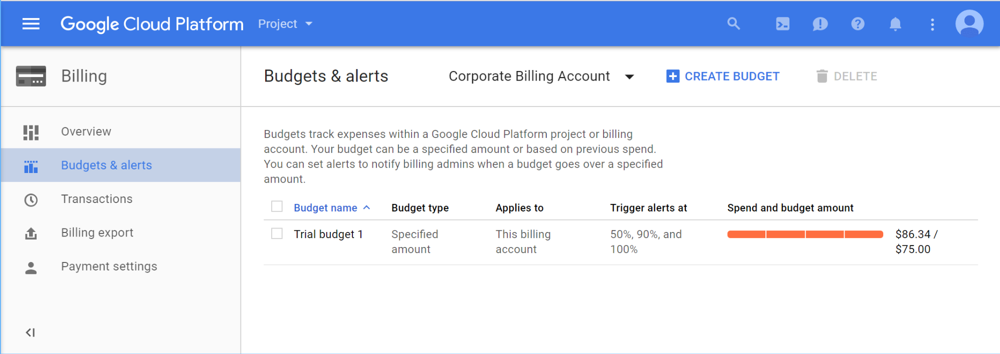 Google Cloud Platform Project
Billing
Budgets & alerts
Corporate Billing Account
CREATE BUDGET
DELETE
Overview
Budgets & alerts
Transactions
Billing export
Payment settings
Budgets track expenses within a Google Cloud Platform project or billing
account. Your budget can be a specified amount or based on previous spend.
You can set alerts to notify billing admins when a budget goes over a specified
amount.
Budget name Budget type Applies to Trigger alerts at Spend and budget amount
Trial budget 1 Specified This billing 50%, 90%, and $86.34 /
amount account 100% $75.00